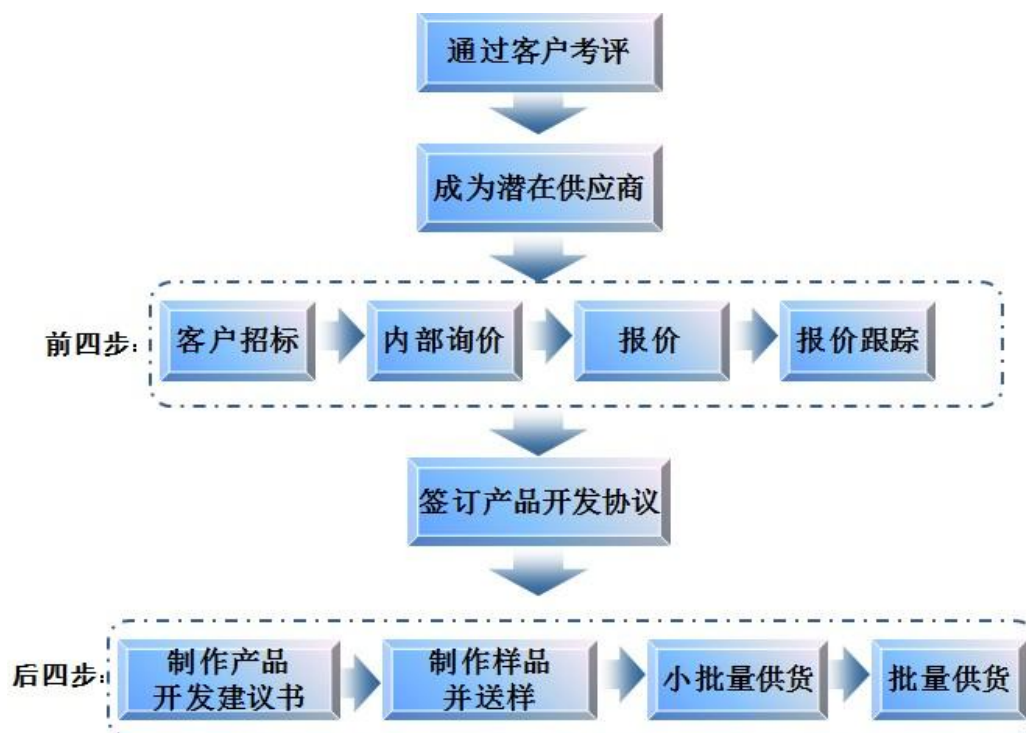 通过客户考评
成为潜在供应商
前四步:
客户招标
内部询价
报价
报价跟踪
签订产品开发协议
后四步:
制作产品
开发建议书
制作样品
并送样
小批量供货
批量供货